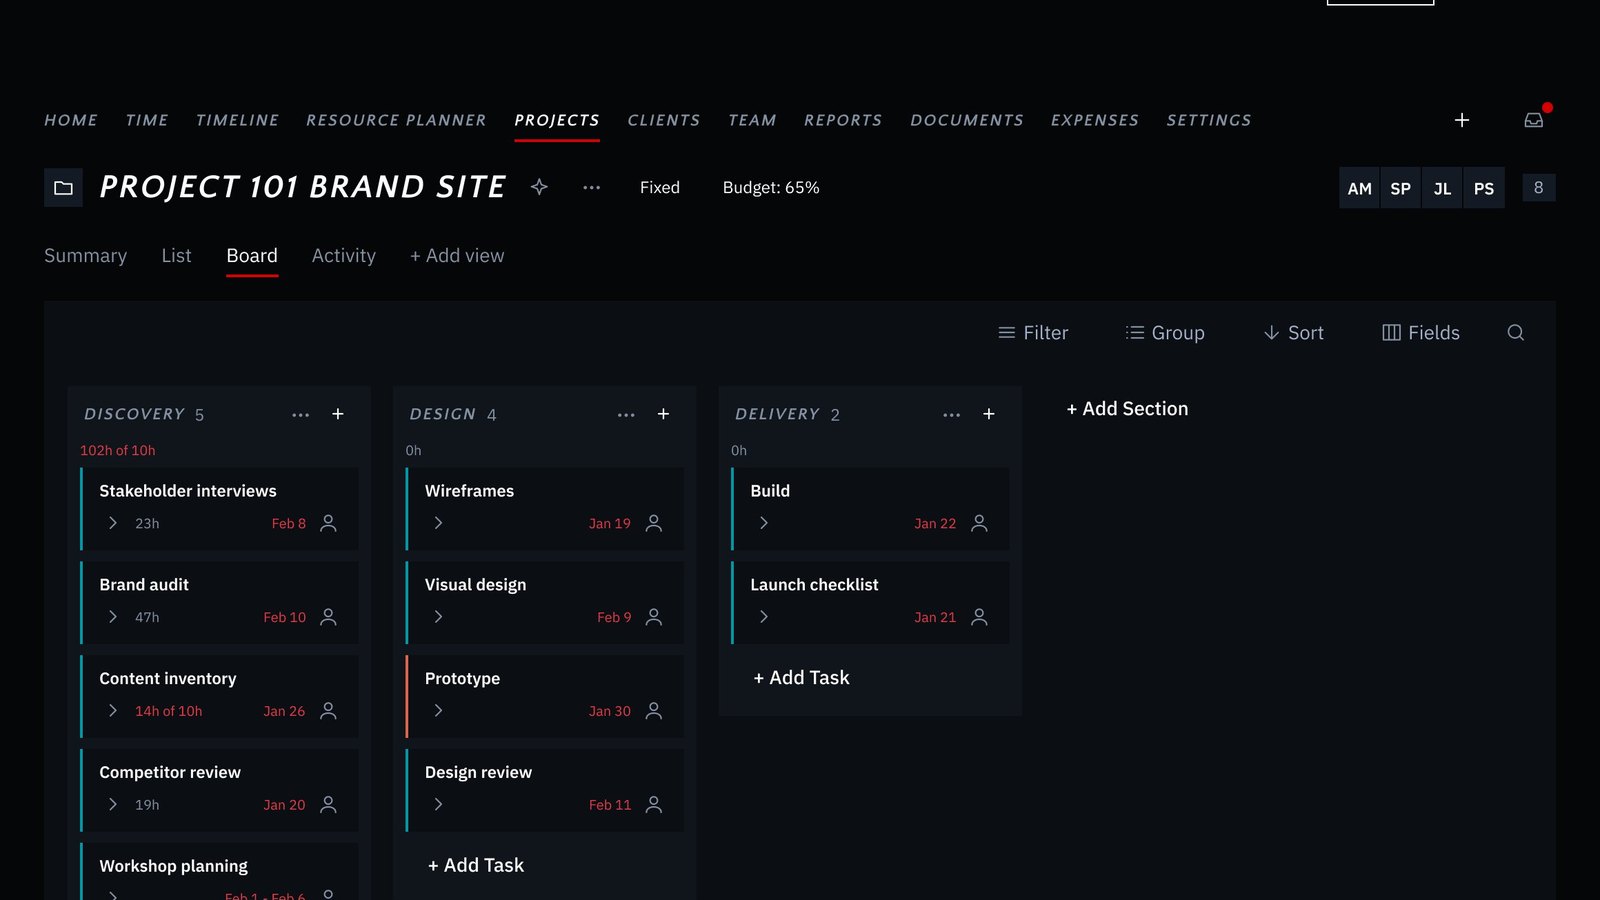 HOME TIME TIMELINE RESOURCE PLANNER PROJECTS CLIENTS TEAM REPORTS DOCUMENTS EXPENSES SETTINGS
PROJECT 101 BRAND SITE Fixed Budget: 65% AM SP JL PS 8
Summary List Board Activity + Add view
Filter Group Sort Fields
DISCOVERY 5
102h of 10h
Stakeholder interviews
23h Feb 8
Brand audit
47h Feb 10
Content inventory
14h of 10h Jan 26
Competitor review
19h Jan 20
Workshop planning
Feb 1 - Feb 6
DESIGN 4
0h
Wireframes
Jan 19
Visual design
Feb 9
Prototype
Jan 30
Design review
Feb 11
+ Add Task
DELIVERY 2
0h
Build
Jan 22
Launch checklist
Jan 21
+ Add Task
+ Add Section